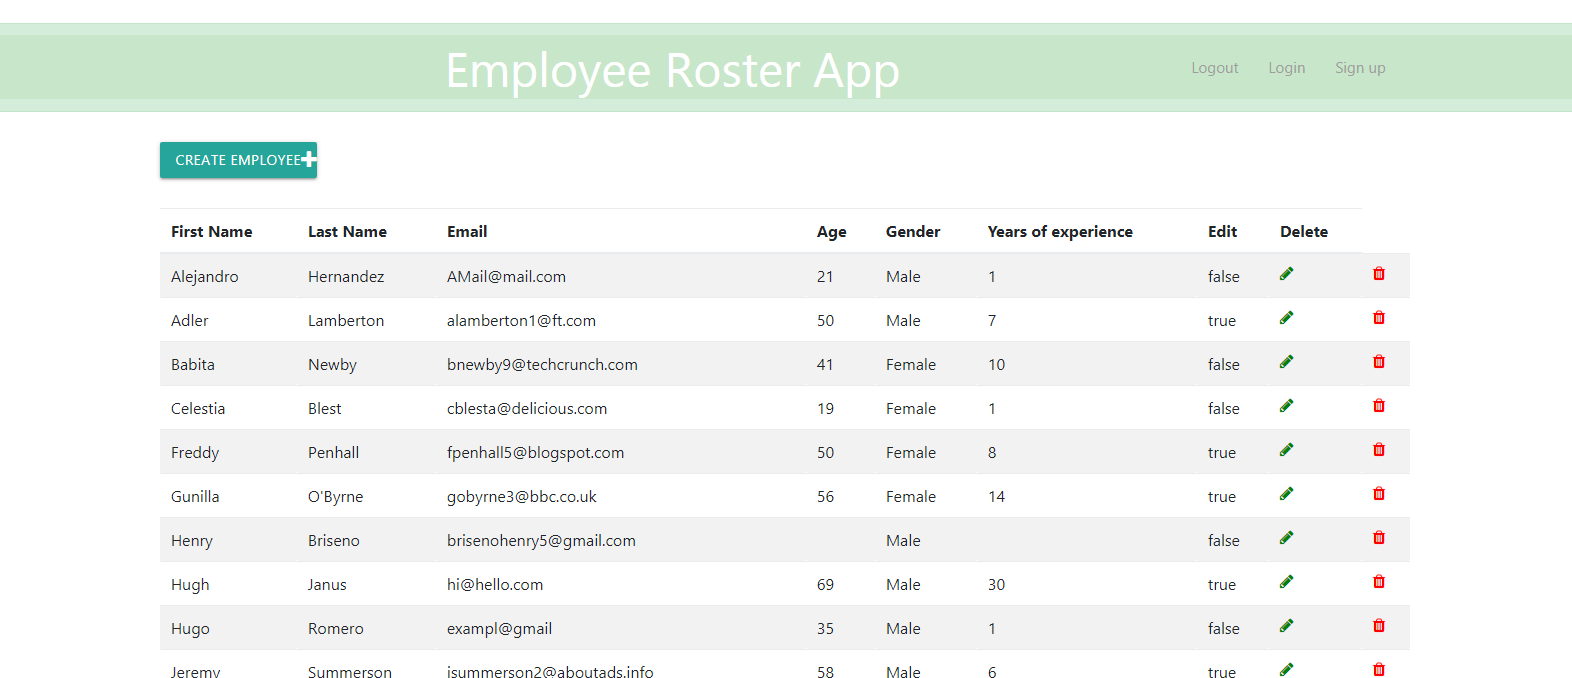 Employee Roster App
Logout Login Sign up
CREATE EMPLOYEE
First Name Last Name Email Age Gender Years of experience Edit Delete
Alejandro Hernandez AMail@mail.com 21 Male 1 false
Adler Lamberton alamberton1@ft.com 50 Male 7 true
Babita Newby bnewby9@techcrunch.com 41 Female 10 false
Celestia Blest cblesta@delicious.com 19 Female 1 false
Freddy Penhall fpenhall5@blogspot.com 50 Female 8 true
Gunilla O'Byrne gobyrne3@bbc.co.uk 56 Female 14 true
Henry Briseno brisenohenry5@gmail.com Male false
Hugh Janus hi@hello.com 69 Male 30 true
Hugo Romero exampl@gmail 35 Male 1 false
Jeremy Summerson isummerson2@aboutads.info 58 Male 6 true